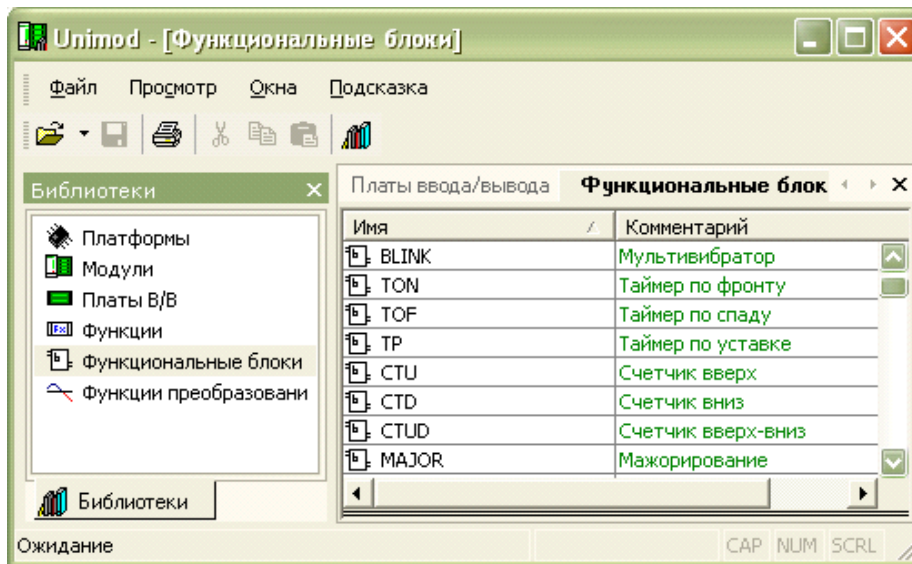 Unimod - [Функциональные блоки]
Файл Просмотр Окна Подсказка
Библиотеки
Платформы
Модули
Платы В/В
Функции
Функциональные блоки
Функции преобразовани
Библиотеки
Платы ввода/вывода Функциональные блок
Имя Комментарий
BLINK Мультивибратор
TON Таймер по фронту
TOF Таймер по спаду
TP Таймер по уставке
CTU Счетчик вверх
CTD Счетчик вниз
CTUD Счетчик вверх-вниз
MAJOR Мажорирование
Ожидание CAP NUM SCRL